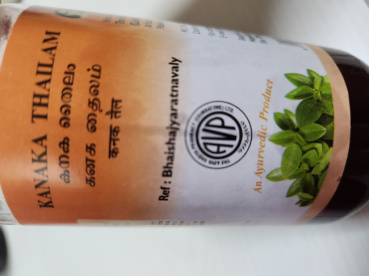 KANAKA THAILAM
കനക തൈലം
கனக தைலம்
कनक तैल
Ref : Bhaishajyaratnavaly
AVP
An Ayurvedic Product